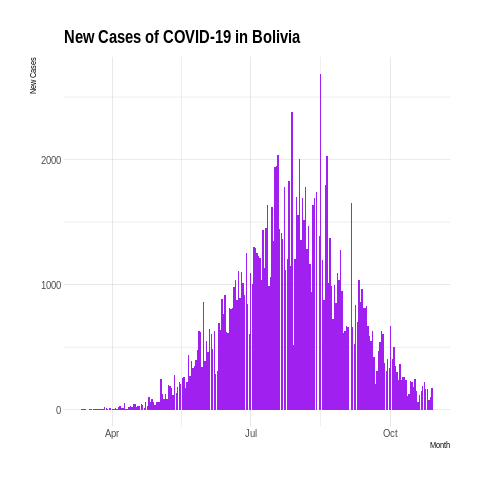 New Cases of COVID-19 in Bolivia
New Cases
2000
1000
0
Apr
Jul
Oct
Month